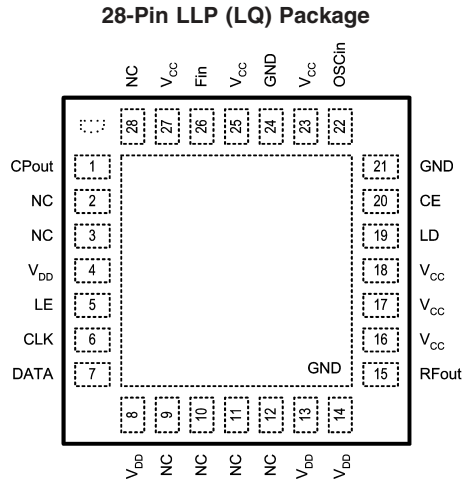 28-Pin LLP (LQ) Package
NC VCC Fin VCC GND VCC OSCin
28 27 26 25 24 23 22
CPout 1
NC 2
NC 3
VDD 4
LE 5
CLK 6
DATA 7
21 GND
20 CE
19 LD
18 VCC
17 VCC
16 VCC
15 RFout
GND
8 9 10 11 12 13 14
VDD NC NC NC NC VDD VDD